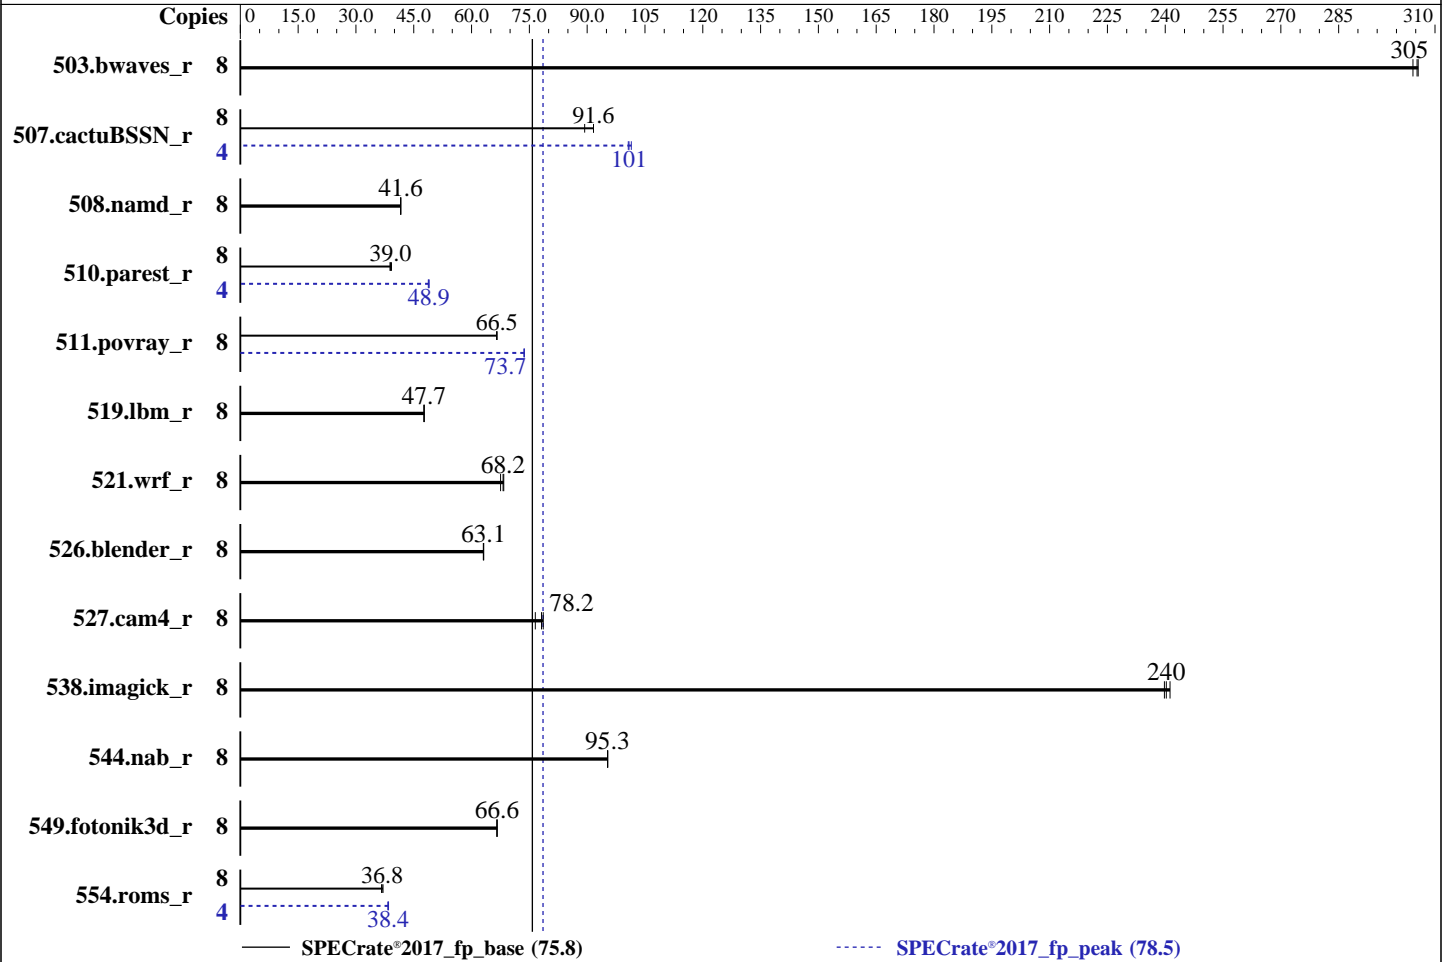 Copies 0 15.0 30.0 45.0 60.0 75.0 90.0 105 120 135 150 165 180 195 210 225 240 255 270 285 310
503.bwaves_r 8 305
507.cactuBSSN_r 8 91.6
4 101
508.namd_r 8 41.6
510.parest_r 8 39.0
4 48.9
511.povray_r 8 66.5
73.7
519.lbm_r 8 47.7
521.wrf_r 8 68.2
526.blender_r 8 63.1
527.cam4_r 8 78.2
538.imagick_r 8 240
544.nab_r 8 95.3
549.fotonik3d_r 8 66.6
554.roms_r 8 36.8
4 38.4
SPECrate®2017_fp_base (75.8) SPECrate®2017_fp_peak (78.5)